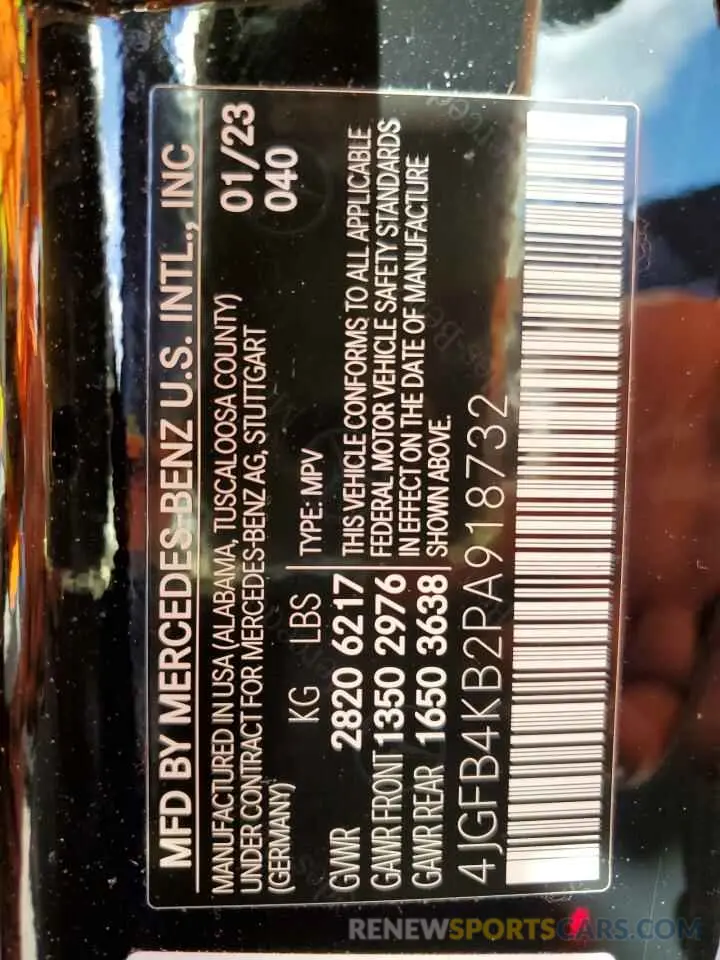 MFD BY MERCEDES-BENZ U.S. INTL., INC
MANUFACTURED IN USA (ALABAMA, TUSCALOOSA COUNTY)
UNDER CONTRACT FOR MERCEDES-BENZ AG, STUTTGART
(GERMANY)
01/23
040
KG LBS
GVWR 2820 6217
GAWR FRONT 1350 2976
GAWR REAR 1650 3638
TYPE: MPV
THIS VEHICLE CONFORMS TO ALL APPLICABLE
FEDERAL MOTOR VEHICLE SAFETY STANDARDS
IN EFFECT ON THE DATE OF MANUFACTURE
SHOWN ABOVE.
4JGFB4KB2PA918732
RENEWSPORTSCARS.COM